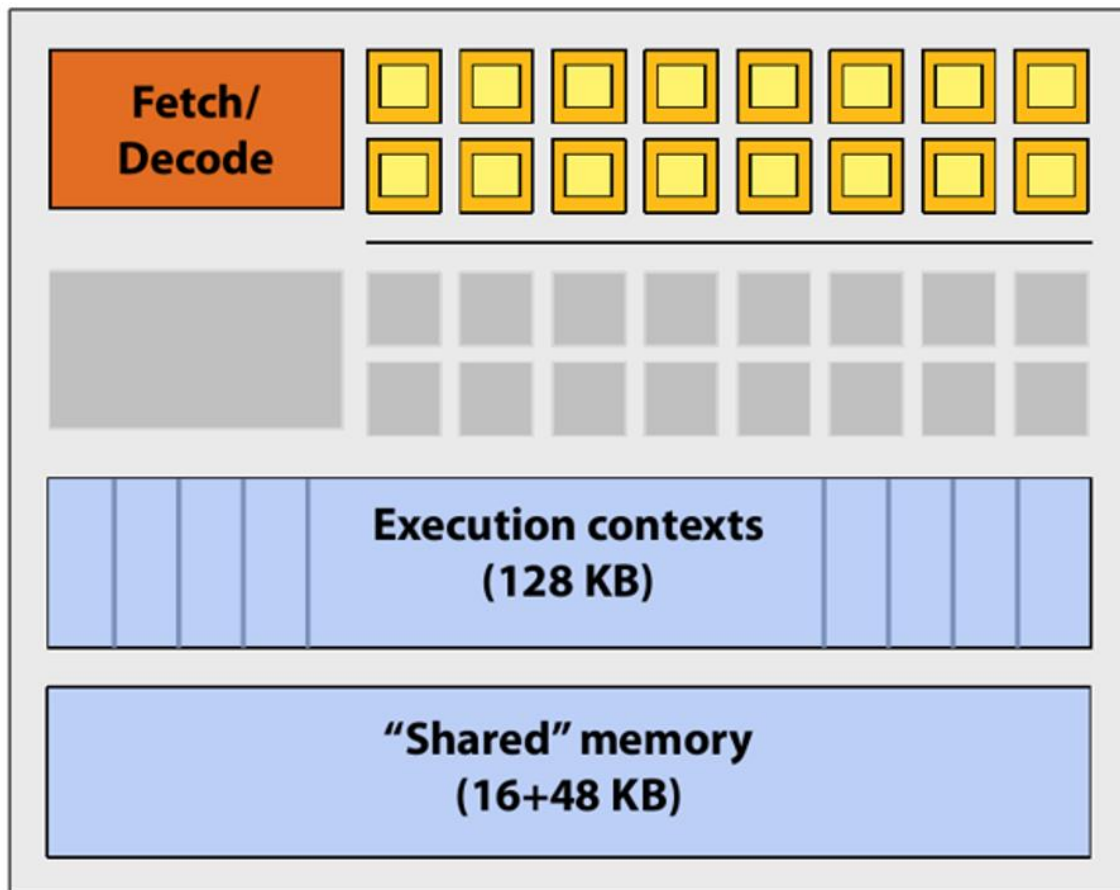 Fetch/
Decode
Execution contexts
(128 KB)
“Shared” memory
(16+48 KB)